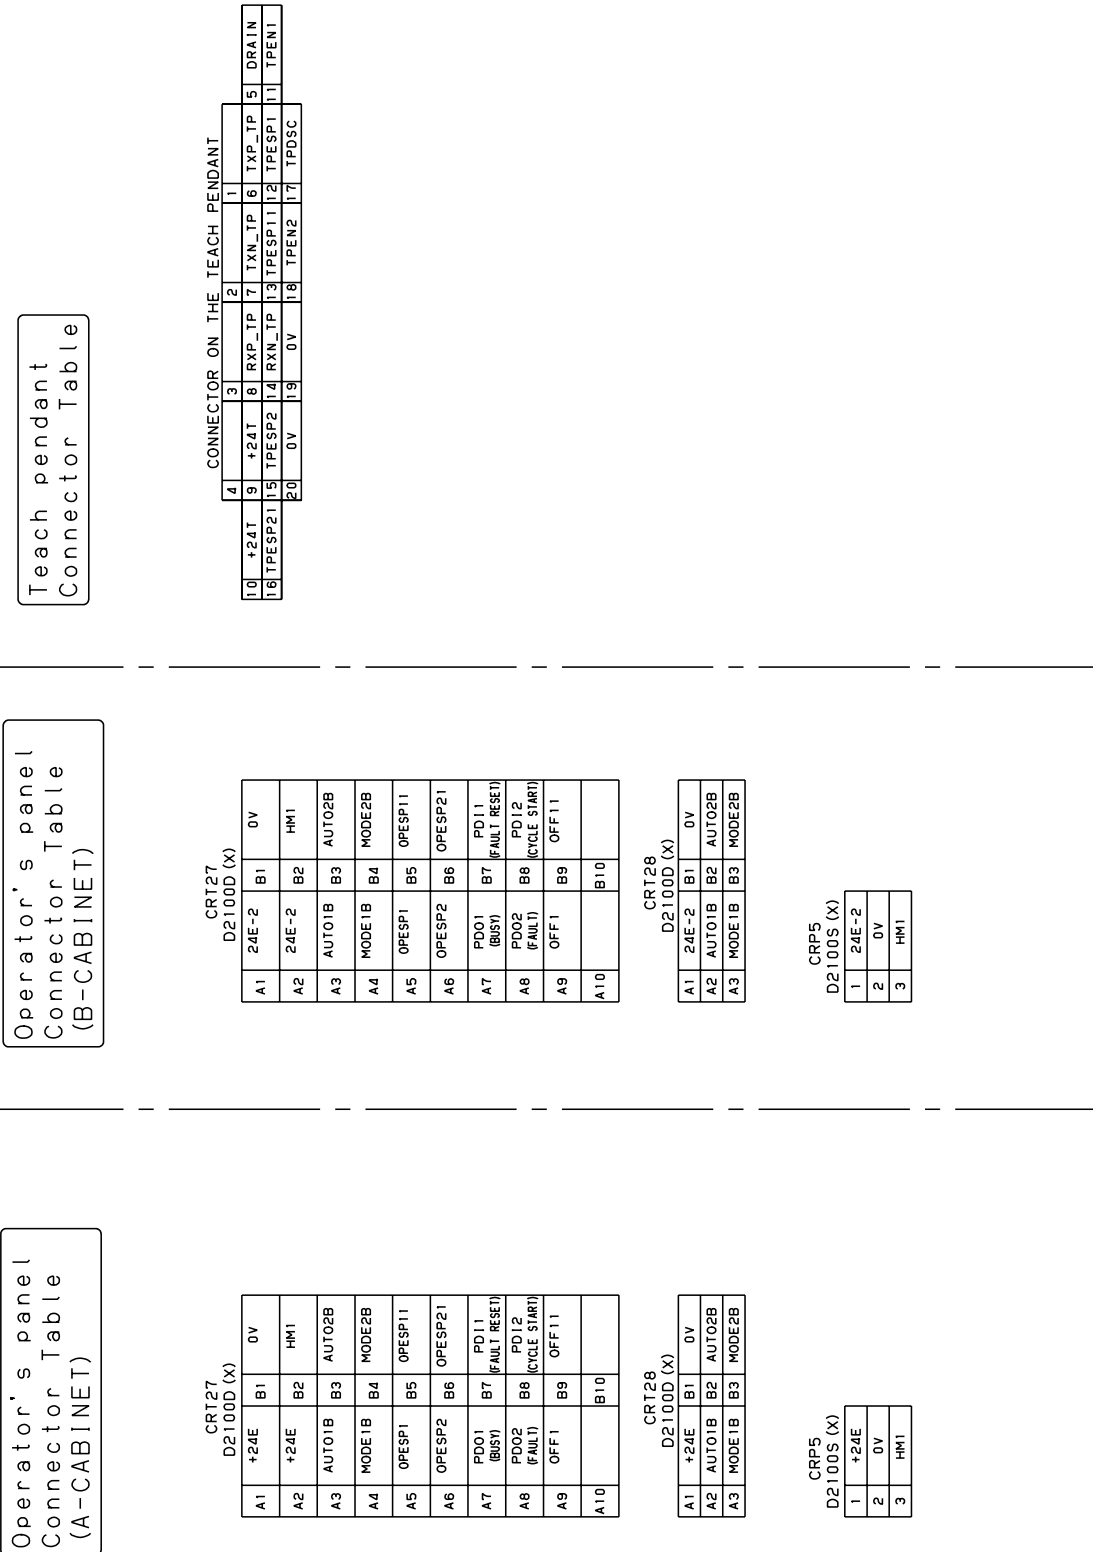 Operator's panel
Connector Table
(A-CABINET)
CRT27
D2100D (X)
A1 +24E B1 0V
A2 +24E B2 HM1
A3 AUTO1B B3 AUTO2B
A4 MODE1B B4 MODE2B
A5 OPESP1 B5 OPESP11
A6 OPESP2 B6 OPESP21
A7 PDO1 (BUSY) B7 PDI1 (FAULT RESET)
A8 PDO2 (FAULT) B8 PDI2 (CYCLE START)
A9 OFF1 B9 OFF11
A10 B10
CRT28
D2100D (X)
A1 +24E B1 0V
A2 AUTO1B B2 AUTO2B
A3 MODE1B B3 MODE2B
CRP5
D2100S (X)
1 +24E
2 0V
3 HM1
Operator's panel
Connector Table
(B-CABINET)
CRT27
D2100D (X)
A1 24E-2 B1 0V
A2 24E-2 B2 HM1
A3 AUTO1B B3 AUTO2B
A4 MODE1B B4 MODE2B
A5 OPESP1 B5 OPESP11
A6 OPESP2 B6 OPESP21
A7 PDO1 (BUSY) B7 PDI1 (FAULT RESET)
A8 PDO2 (FAULT) B8 PDI2 (CYCLE START)
A9 OFF1 B9 OFF11
A10 B10
CRT28
D2100D (X)
A1 24E-2 B1 0V
A2 AUTO1B B2 AUTO2B
A3 MODE1B B3 MODE2B
CRP5
D2100S (X)
1 24E-2
2 0V
3 HM1
Teach pendant
Connector Table
CONNECTOR ON THE TEACH PENDANT
4 3 2 1
10 +24T 9 +24T 8 RXP_TP 7 TXN_TP 6 TXP_TP 5 DRAIN
16 TPESP21 15 TPESP2 14 RXN_TP 13 TPESP11 12 TPESP1 11 TPEN1
20 0V 19 0V 18 TPEN2 17 TPDSC